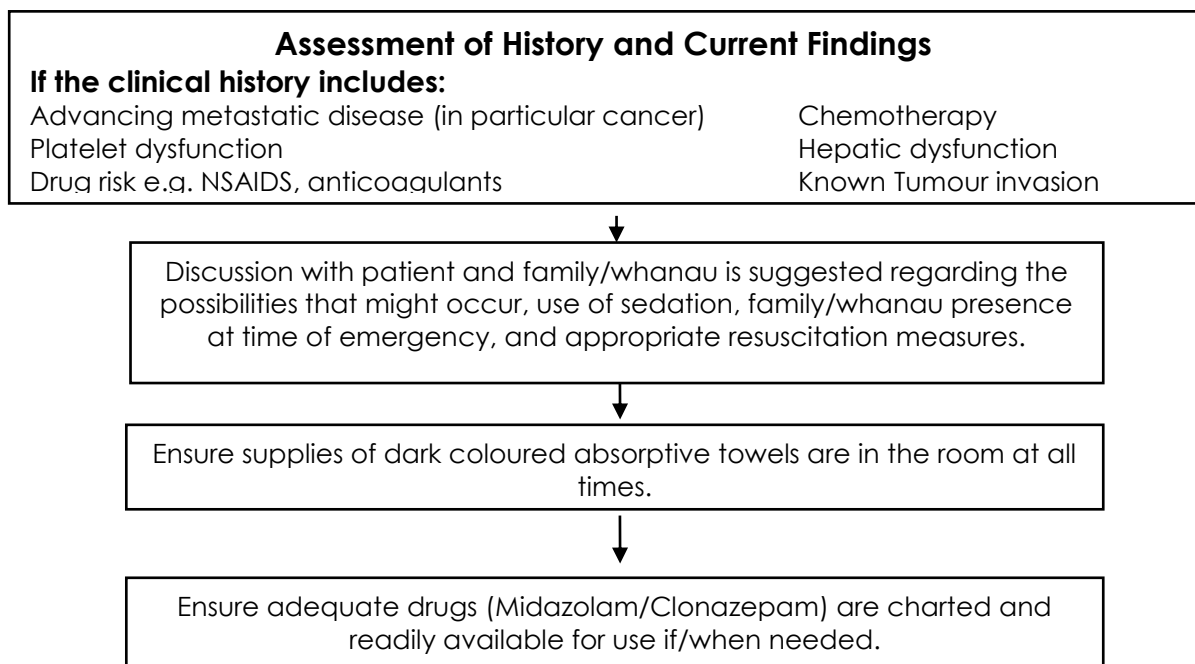 Assessment of History and Current Findings
If the clinical history includes:
Advancing metastatic disease (in particular cancer) Chemotherapy
Platelet dysfunction Hepatic dysfunction
Drug risk e.g. NSAIDS, anticoagulants Known Tumour invasion
Discussion with patient and family/whanau is suggested regarding the
possibilities that might occur, use of sedation, family/whanau presence
at time of emergency, and appropriate resuscitation measures.
Ensure supplies of dark coloured absorptive towels are in the room at all
times.
Ensure adequate drugs (Midazolam/Clonazepam) are charted and
readily available for use if/when needed.